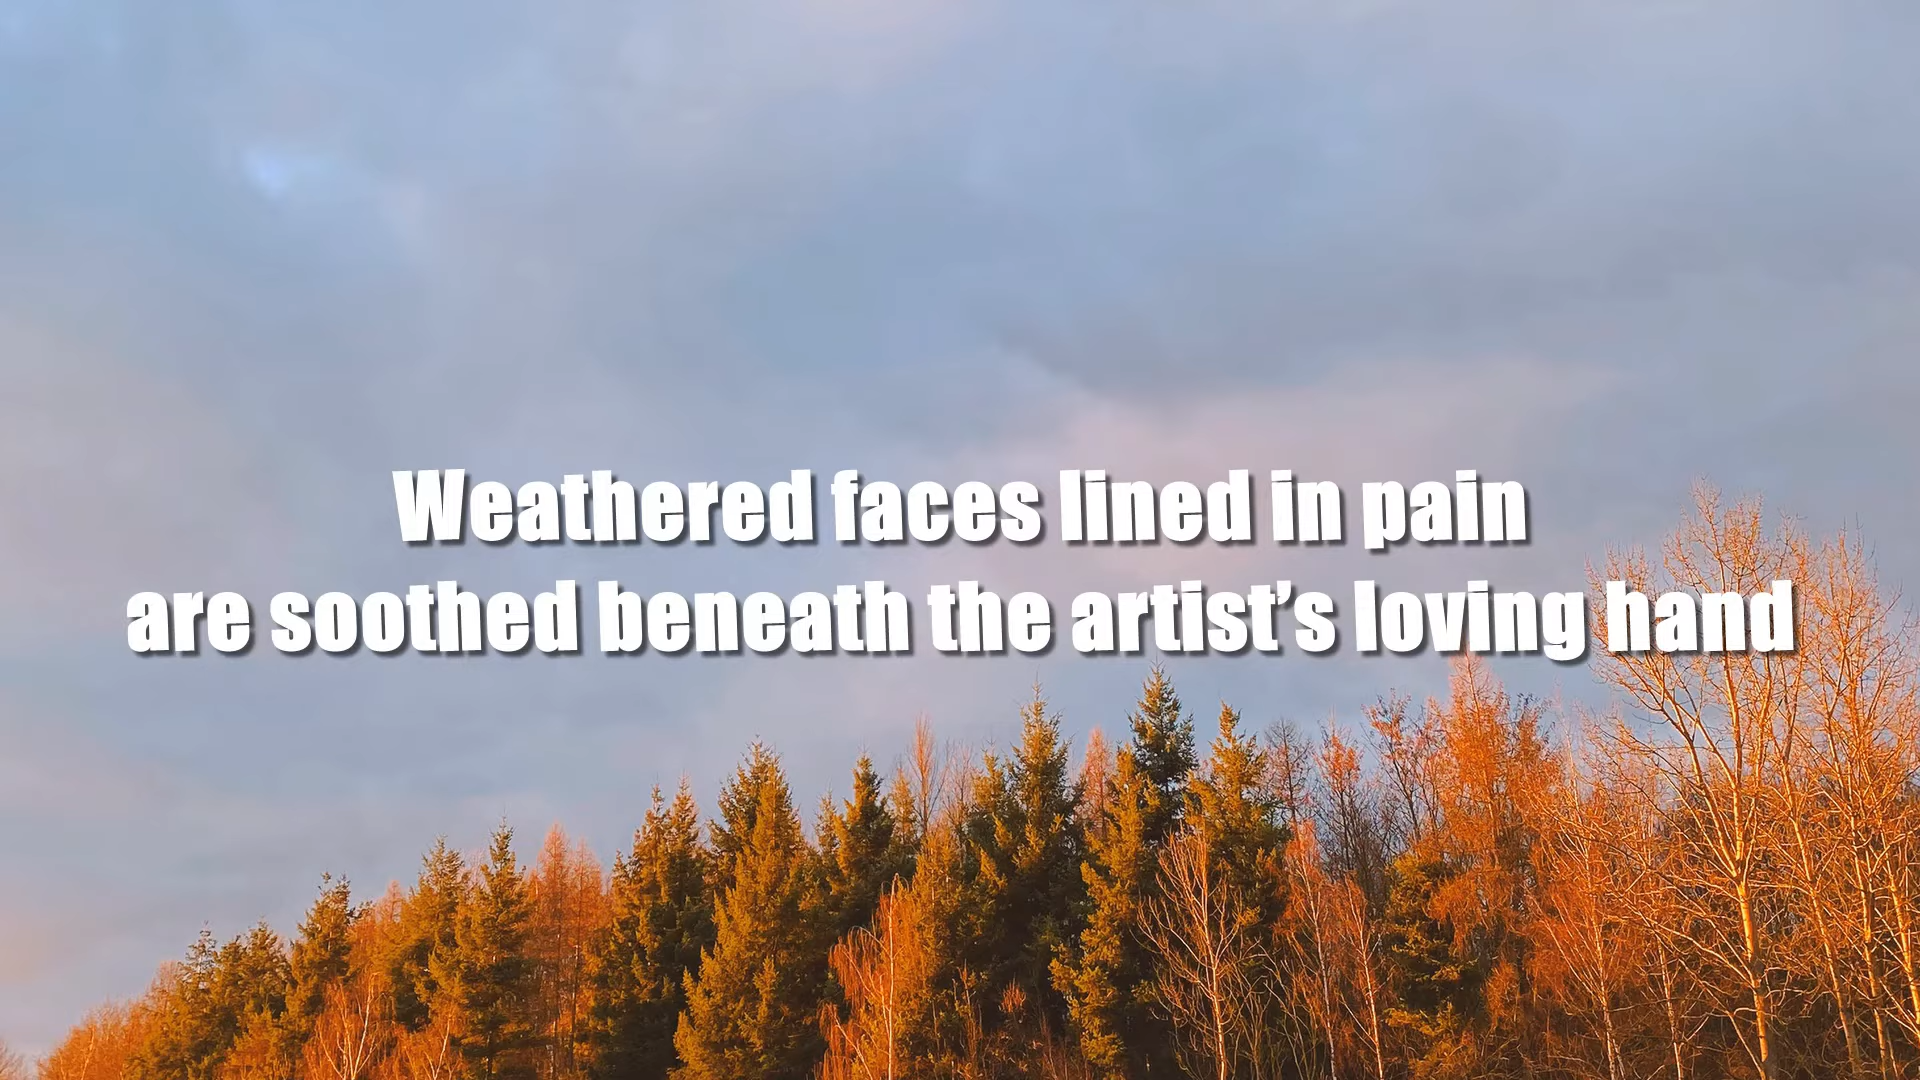 Weathered faces lined in pain
are soothed beneath the artist’s loving hand